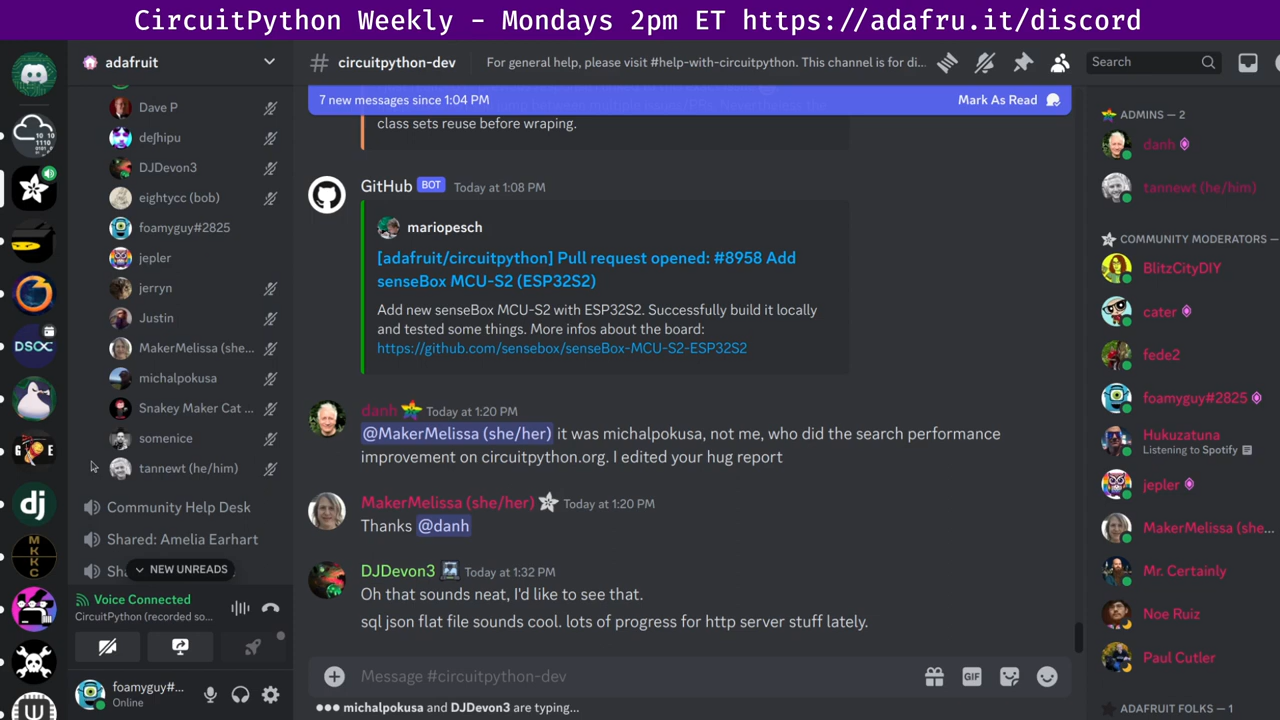 CircuitPython Weekly - Mondays 2pm ET https://adafru.it/discord
adafruit
Dave P
de∫hipu
DJDevon3
eightycc (bob)
foamyguy#2825
jepler
jerryn
Justin
MakerMelissa (she...
michalpokusa
Snakey Maker Cat ...
somenice
tannewt (he/him)
Community Help Desk
Shared: Amelia Earhart
NEW UNREADS
Voice Connected
CircuitPython (recorded so...
foamyguy#...
Online
# circuitpython-dev
For general help, please visit #help-with-circuitpython. This channel is for di...
Search
7 new messages since 1:04 PM
Mark As Read
class sets reuse before wraping.
GitHub BOT Today at 1:08 PM
mariopesch
[adafruit/circuitpython] Pull request opened: #8958 Add
senseBox MCU-S2 (ESP32S2)
Add new senseBox MCU-S2 with ESP32S2. Successfully build it locally
and tested some things. More infos about the board:
https://github.com/sensebox/senseBox-MCU-S2-ESP32S2
danh Today at 1:20 PM
@MakerMelissa (she/her) it was michalpokusa, not me, who did the search performance
improvement on circuitpython.org. I edited your hug report
MakerMelissa (she/her) Today at 1:20 PM
Thanks @danh
DJDevon3 Today at 1:32 PM
Oh that sounds neat, I'd like to see that.
sql json flat file sounds cool. lots of progress for http server stuff lately.
Message #circuitpython-dev
GIF
michalpokusa and DJDevon3 are typing...
ADMINS — 2
danh
tannewt (he/him)
COMMUNITY MODERATORS —
BlitzCityDIY
cater
fede2
foamyguy#2825
Hukuzatuna
Listening to Spotify
jepler
MakerMelissa (she...
Mr. Certainly
Noe Ruiz
Paul Cutler
ADAFRUIT FOLKS — 1